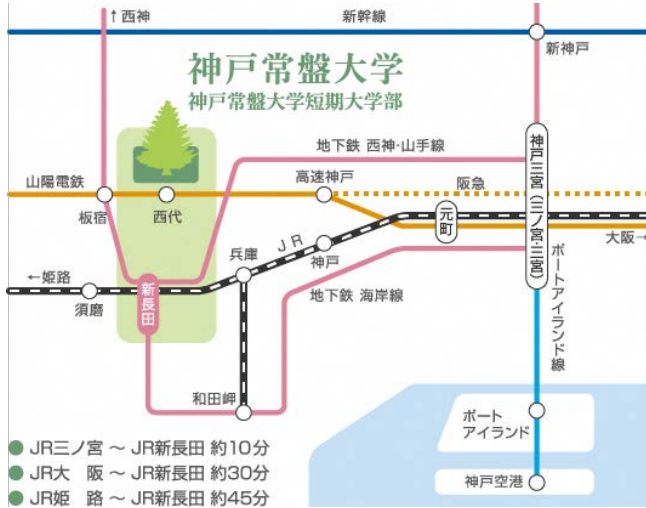 ↑西神
新幹線
新神戸
神戸常盤大学
神戸常盤大学短期大学部
地下鉄 西神・山手線
神戸三宮(三ノ宮・三宮)
山陽電鉄
高速神戸
阪急
板宿
西代
元町
大阪→
兵庫
JR
神戸
←姫路
新長田
須磨
地下鉄 海岸線
ポートアイランド線
和田岬
ポート
アイランド
神戸空港
● JR三ノ宮 ~ JR新長田 約10分
● JR大 阪 ~ JR新長田 約30分
● JR姫 路 ~ JR新長田 約45分